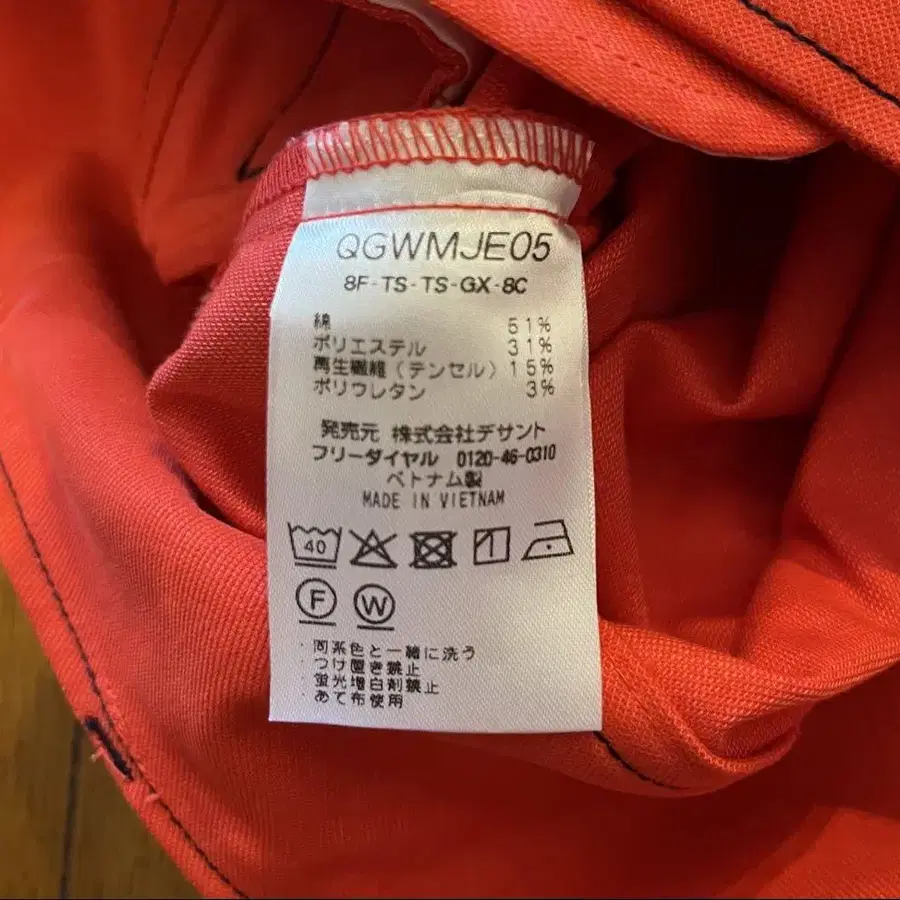 QGWMJE05
8F-TS-TS-GX-8C
綿 51%
ポリエステル 31%
再生繊維(テンセル) 15%
ポリウレタン 3%
発売元 株式会社デサント
フリーダイヤル 0120-46-0310
ベトナム製
MADE IN VIETNAM
40
F W
・同系色と一緒に洗う
・つけ置き禁止
・蛍光増白剤禁止
・あて布使用